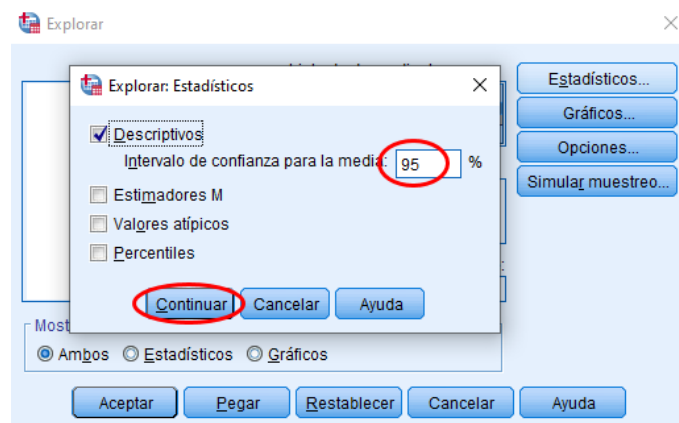 Explorar
Explorar: Estadísticos
Descriptivos
Intervalo de confianza para la media: 95 %
Estimadores M
Valores atípicos
Percentiles
Continuar Cancelar Ayuda
Estadísticos...
Gráficos...
Opciones...
Simular muestreo...
Most
Ambos Estadísticos Gráficos
Aceptar Pegar Restablecer Cancelar Ayuda